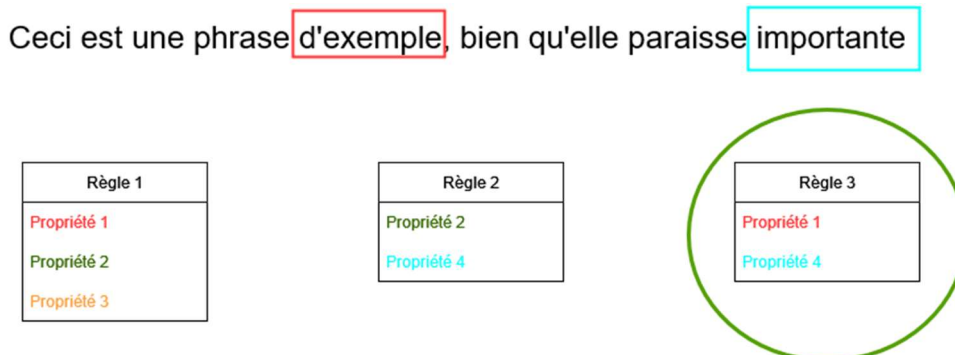 Ceci est une phrase d'exemple, bien qu'elle paraisse importante
Règle 1
Propriété 1
Propriété 2
Propriété 3
Règle 2
Propriété 2
Propriété 4
Règle 3
Propriété 1
Propriété 4